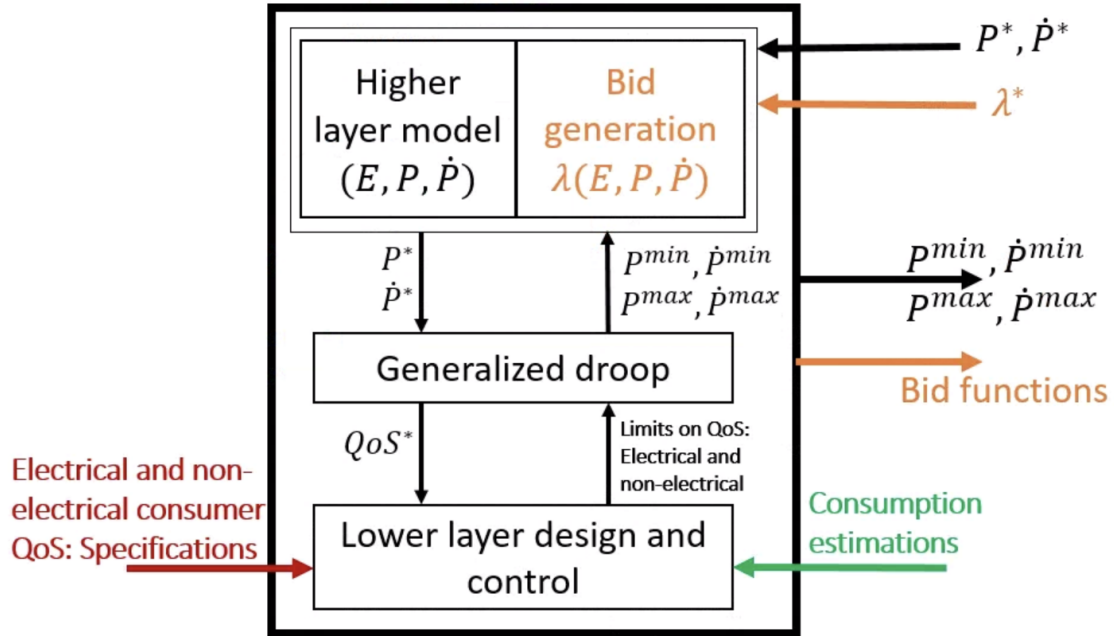 Higher
layer model
(E, P, Ṗ)
Bid
generation
λ(E, P, Ṗ)
P*, Ṗ*
λ*
P*
Ṗ*
P^min, Ṗ^min
P^max, Ṗ^max
P^min, Ṗ^min
P^max, Ṗ^max
Bid functions
Generalized droop
QoS*
Limits on QoS:
Electrical and
non-electrical
Electrical and non-
electrical consumer
QoS: Specifications
Lower layer design and
control
Consumption
estimations